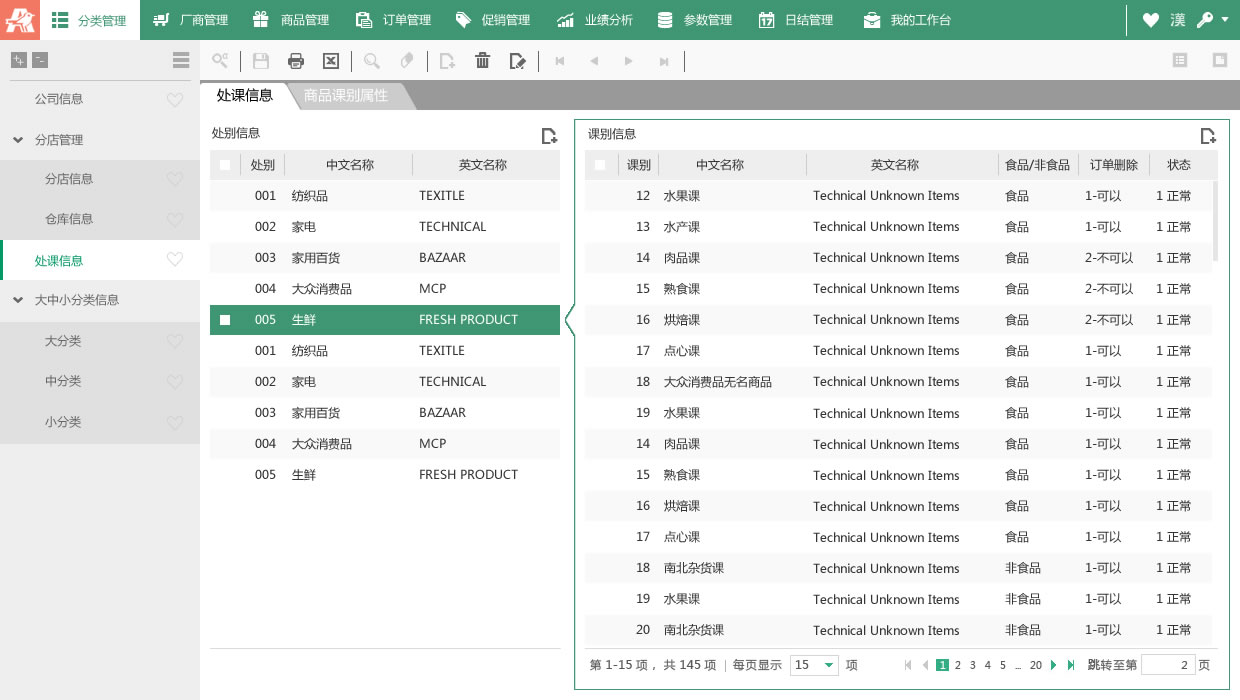 分类管理 厂商管理 商品管理 订单管理 促销管理 业绩分析 参数管理 日结管理 我的工作台 漢
公司信息
分店管理
分店信息
仓库信息
处课信息
大中小分类信息
大分类
中分类
小分类
处课信息 商品课别属性
处别信息
处别 中文名称 英文名称
001 纺织品 TEXITLE
002 家电 TECHNICAL
003 家用百货 BAZAAR
004 大众消费品 MCP
005 生鲜 FRESH PRODUCT
001 纺织品 TEXITLE
002 家电 TECHNICAL
003 家用百货 BAZAAR
004 大众消费品 MCP
005 生鲜 FRESH PRODUCT
课别信息
课别 中文名称 英文名称 食品/非食品 订单删除 状态
12 水果课 Technical Unknown Items 食品 1-可以 1 正常
13 水产课 Technical Unknown Items 食品 1-可以 1 正常
14 肉品课 Technical Unknown Items 食品 2-不可以 1 正常
15 熟食课 Technical Unknown Items 食品 2-不可以 1 正常
16 烘焙课 Technical Unknown Items 食品 2-不可以 1 正常
17 点心课 Technical Unknown Items 食品 1-可以 1 正常
18 大众消费品无名商品 Technical Unknown Items 食品 1-可以 1 正常
19 水果课 Technical Unknown Items 食品 1-可以 1 正常
14 肉品课 Technical Unknown Items 食品 1-可以 1 正常
15 熟食课 Technical Unknown Items 食品 1-可以 1 正常
16 烘焙课 Technical Unknown Items 食品 1-可以 1 正常
17 点心课 Technical Unknown Items 食品 1-可以 1 正常
18 南北杂货课 Technical Unknown Items 非食品 1-可以 1 正常
19 水果课 Technical Unknown Items 非食品 1-可以 1 正常
20 南北杂货课 Technical Unknown Items 非食品 1-可以 1 正常
第 1-15 项，共 145 项 | 每页显示 15 项 1 2 3 4 5 ... 20 跳转至第 2 页